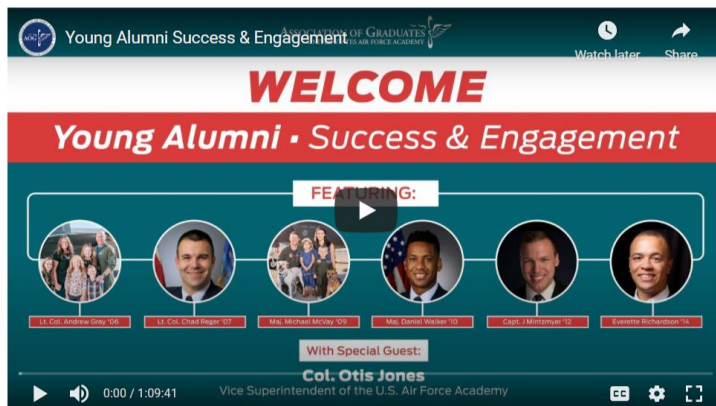 AOG
Young Alumni Success & Engagement
ASSOCIATION OF GRADUATES
Watch later
Share
WELCOME
Young Alumni · Success & Engagement
FEATURING:
Lt. Col. Andrew Gray '06
Lt. Col. Chad Reger '07
Maj. Michael McVay '09
Maj. Daniel Walker '10
Capt. J Mintzmyer '12
Everette Richardson '14
With Special Guest:
Col. Otis Jones
Vice Superintendent of the U.S. Air Force Academy
0:00 / 1:09:41
CC